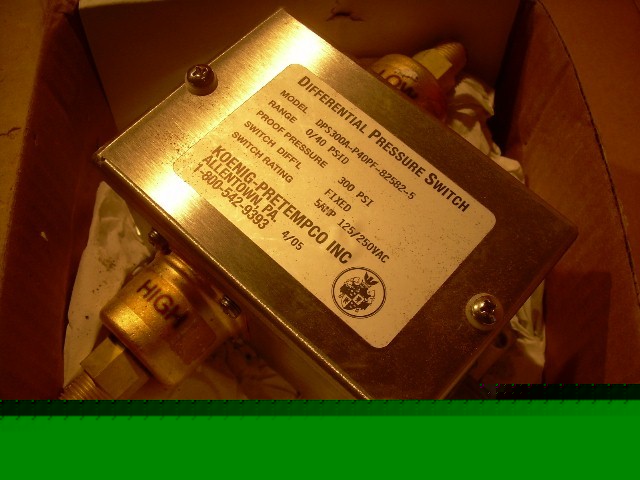 LOW
DIFFERENTIAL PRESSURE SWITCH
MODEL DPS300A-P40PF-82582-5
RANGE 0/40 PSID
PROOF PRESSURE 300 PSI
SWITCH DIFF'L FIXED
SWITCH RATING 5AMP 125/250VAC
KOENIG-PRETEMPCO INC
ALLENTOWN, PA.
1-800-542-9393 4/05
HIGH